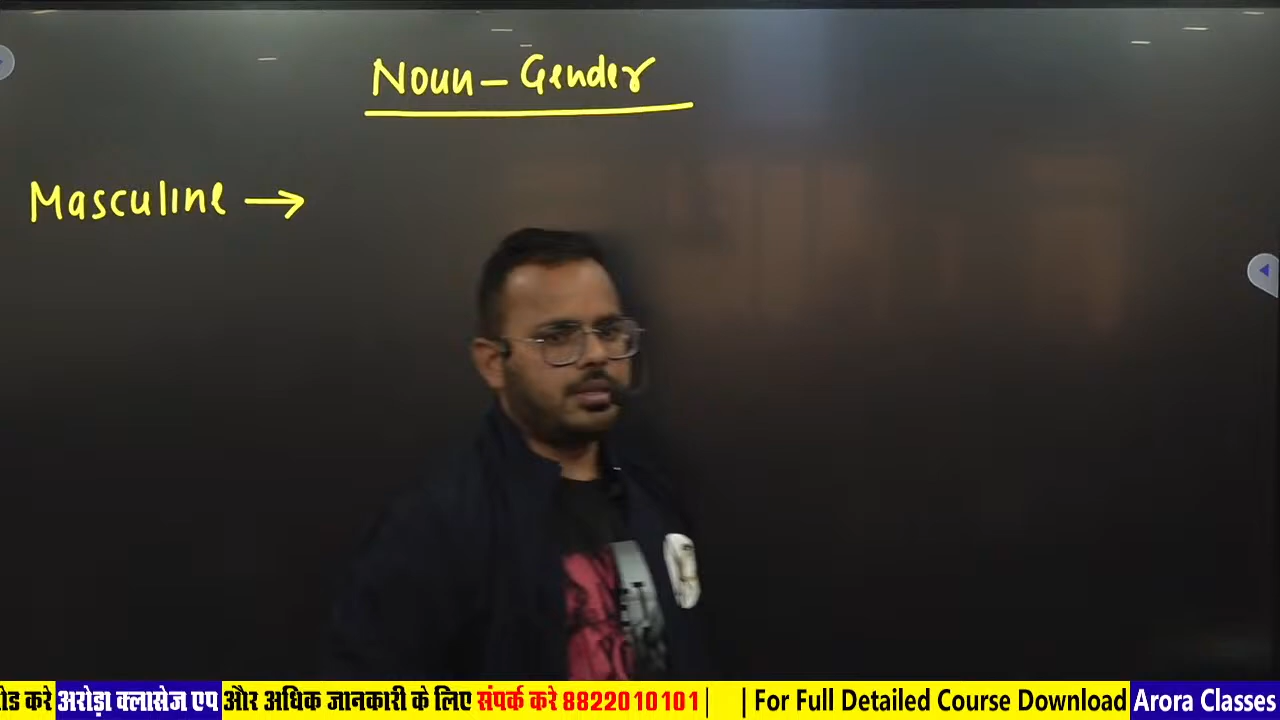 Noun - Gender
Masculine →
करे अरोड़ा क्लासेज एप और अधिक जानकारी के लिए संपर्क करे 8822010101 | | For Full Detailed Course Download Arora Classes